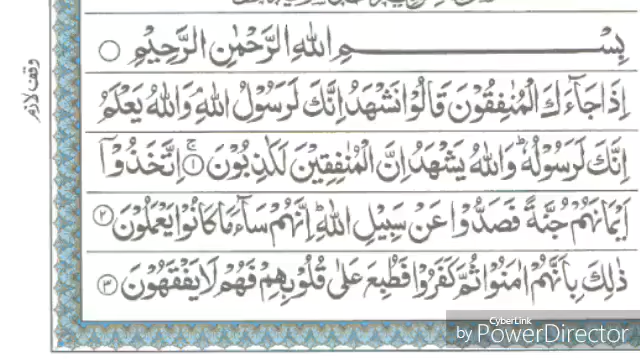 بِسْمِ اللّٰهِ الرَّحْمٰنِ الرَّحِيْمِ ○
اِذَا جَآءَكَ الْمُنٰفِقُوْنَ قَالُوْا نَشْهَدُ اِنَّكَ لَرَسُوْلُ اللّٰهِ ۘ وَاللّٰهُ يَعْلَمُ
اِنَّكَ لَرَسُوْلُهٗ ؕ وَاللّٰهُ يَشْهَدُ اِنَّ الْمُنٰفِقِيْنَ لَكٰذِبُوْنَ ۚ ۝۱ اِتَّخَذُوْۤا
اَيْمَانَهُمْ جُنَّةً فَصَدُّوْا عَنْ سَبِيْلِ اللّٰهِ ؕ اِنَّهُمْ سَآءَ مَا كَانُوْا يَعْمَلُوْنَ ۝۲
ذٰلِكَ بِاَنَّهُمْ اٰمَنُوْا ثُمَّ كَفَرُوْا فَطُبِعَ عَلٰى قُلُوْبِهِمْ فَهُمْ لَا يَفْقَهُوْنَ ۝۳
وقف لازم
CyberLink
by PowerDirector